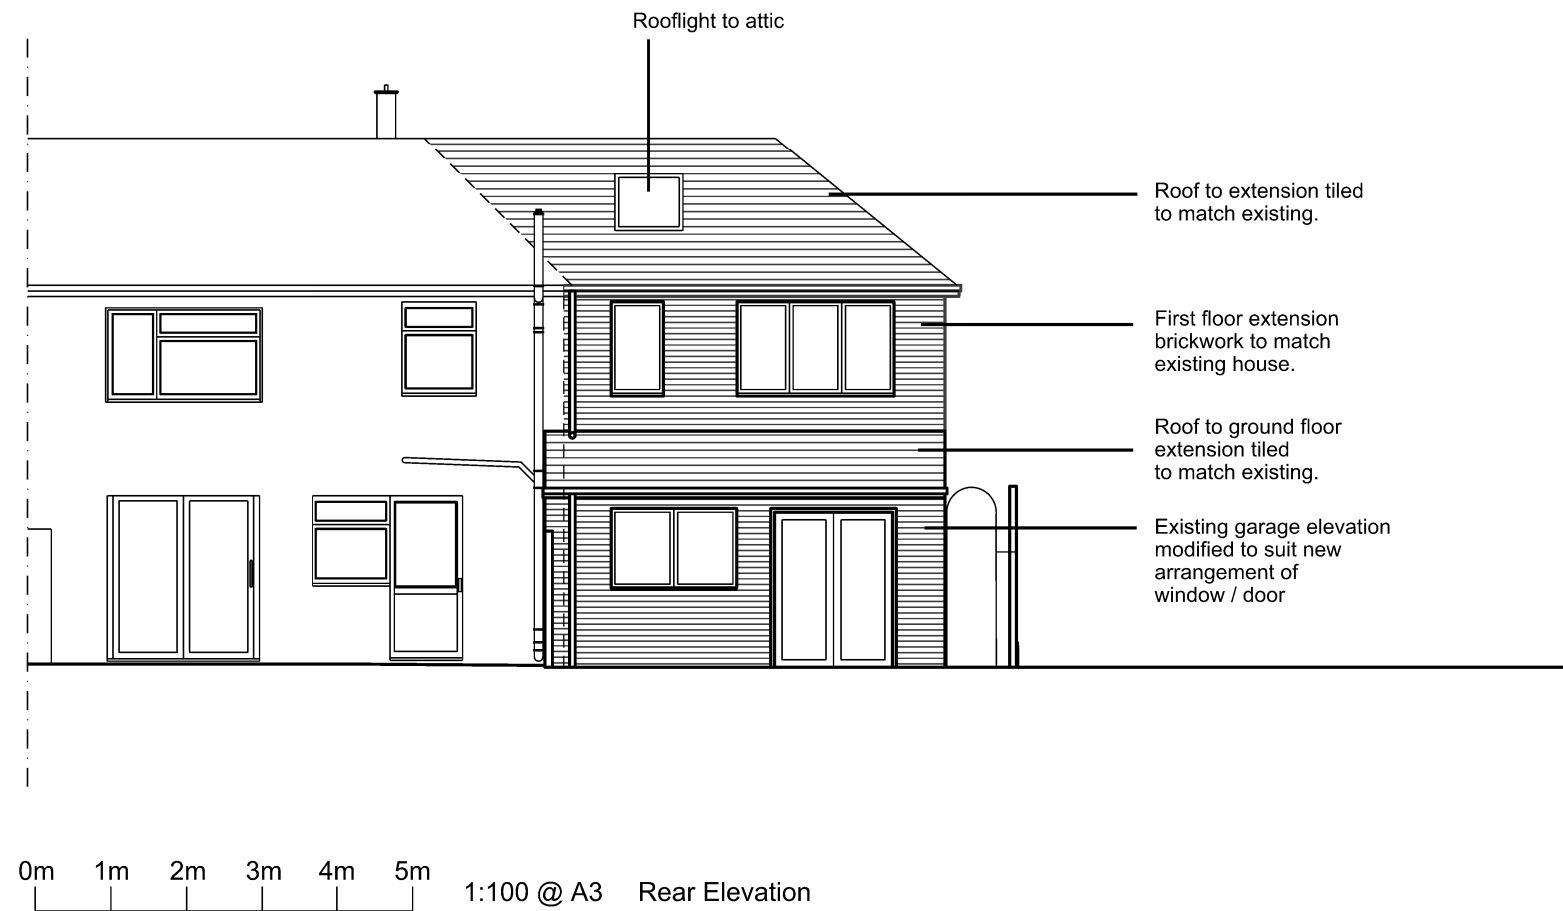 Rooflight to attic
Roof to extension tiled
to match existing.
First floor extension
brickwork to match
existing house.
Roof to ground floor
extension tiled
to match existing.
Existing garage elevation
modified to suit new
arrangement of
window / door
0m 1m 2m 3m 4m 5m
1:100 @ A3 Rear Elevation